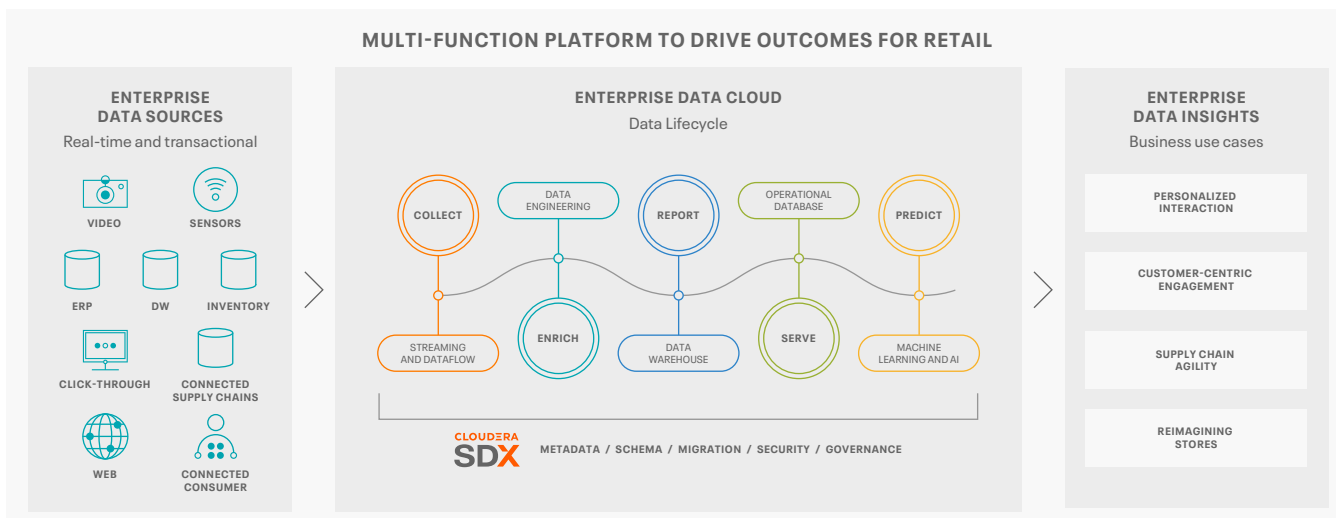 MULTI-FUNCTION PLATFORM TO DRIVE OUTCOMES FOR RETAIL
ENTERPRISE
DATA SOURCES
Real-time and transactional
VIDEO
SENSORS
ERP
DW
INVENTORY
CLICK-THROUGH
CONNECTED
SUPPLY CHAINS
WEB
CONNECTED
CONSUMER
ENTERPRISE DATA CLOUD
Data Lifecycle
COLLECT
STREAMING
AND DATAFLOW
DATA
ENGINEERING
ENRICH
REPORT
DATA
WAREHOUSE
OPERATIONAL
DATABASE
SERVE
PREDICT
MACHINE
LEARNING AND AI
CLOUDERA
SDX
METADATA / SCHEMA / MIGRATION / SECURITY / GOVERNANCE
ENTERPRISE
DATA INSIGHTS
Business use cases
PERSONALIZED
INTERACTION
CUSTOMER-CENTRIC
ENGAGEMENT
SUPPLY CHAIN
AGILITY
REIMAGINING
STORES